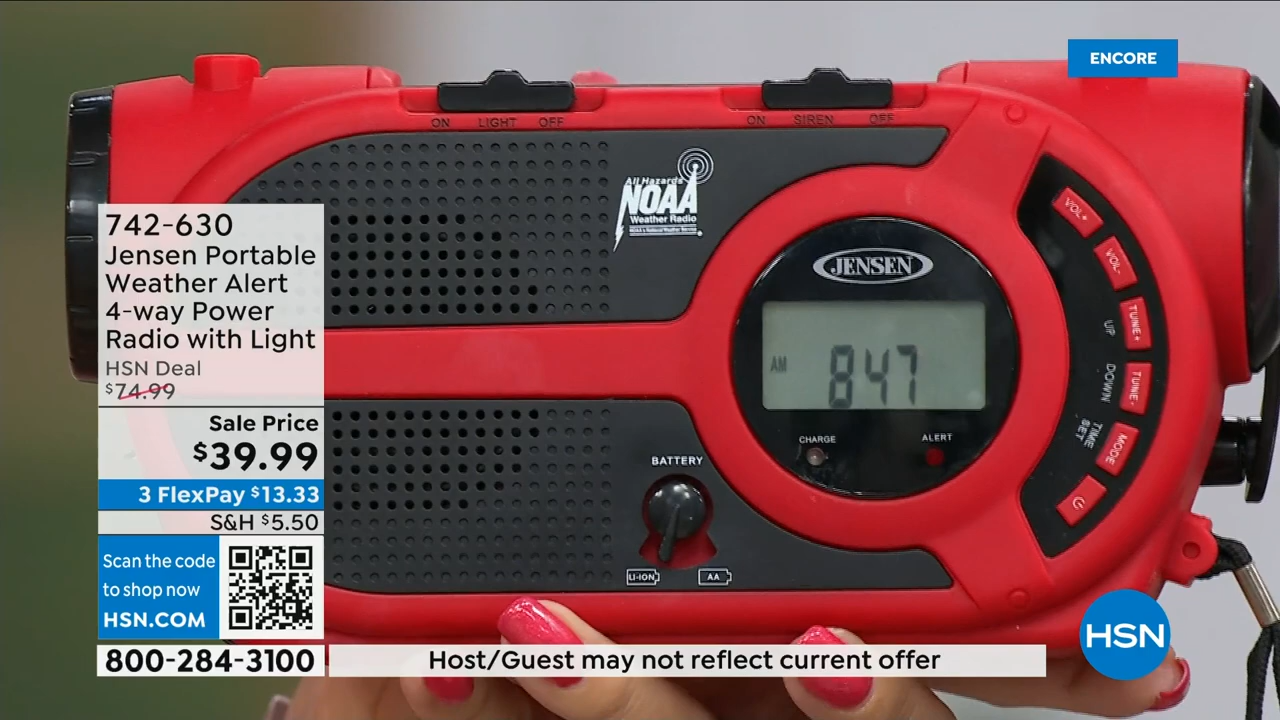 ENCORE
ON LIGHT OFF
ON SIREN OFF
All Hazards
NOAA
Weather Radio
JENSEN
AM 847
CHARGE
ALERT
BATTERY
LI-ION
AA
VOL+
VOL-
TUNE+
UP
TUNE-
DOWN
MODE
TIME SET
742-630
Jensen Portable
Weather Alert
4-way Power
Radio with Light
HSN Deal
$74.99
Sale Price
$39.99
3 FlexPay $13.33
S&H $5.50
Scan the code
to shop now
HSN.COM
800-284-3100
Host/Guest may not reflect current offer
HSN